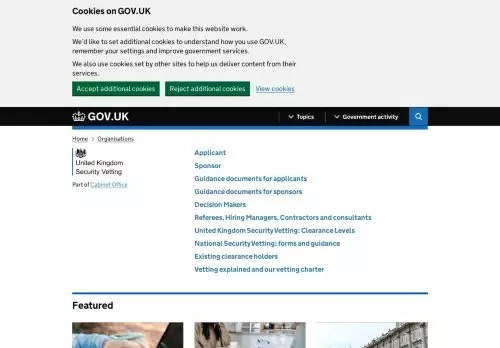 Cookies on GOV.UK
We use some essential cookies to make this website work.
We'd like to set additional cookies to understand how you use GOV.UK,
remember your settings and improve government services.
We also use cookies set by other sites to help us deliver content from their
services.
Accept additional cookies
Reject additional cookies
View cookies
GOV.UK
Topics
Government activity
Home > Organisations
United Kingdom
Security Vetting
Part of Cabinet Office
Applicant
Sponsor
Guidance documents for applicants
Guidance documents for sponsors
Decision Makers
Referees, Hiring Managers, Contractors and consultants
United Kingdom Security Vetting: Clearance Levels
National Security Vetting: forms and guidance
Existing clearance holders
Vetting explained and our vetting charter
Featured